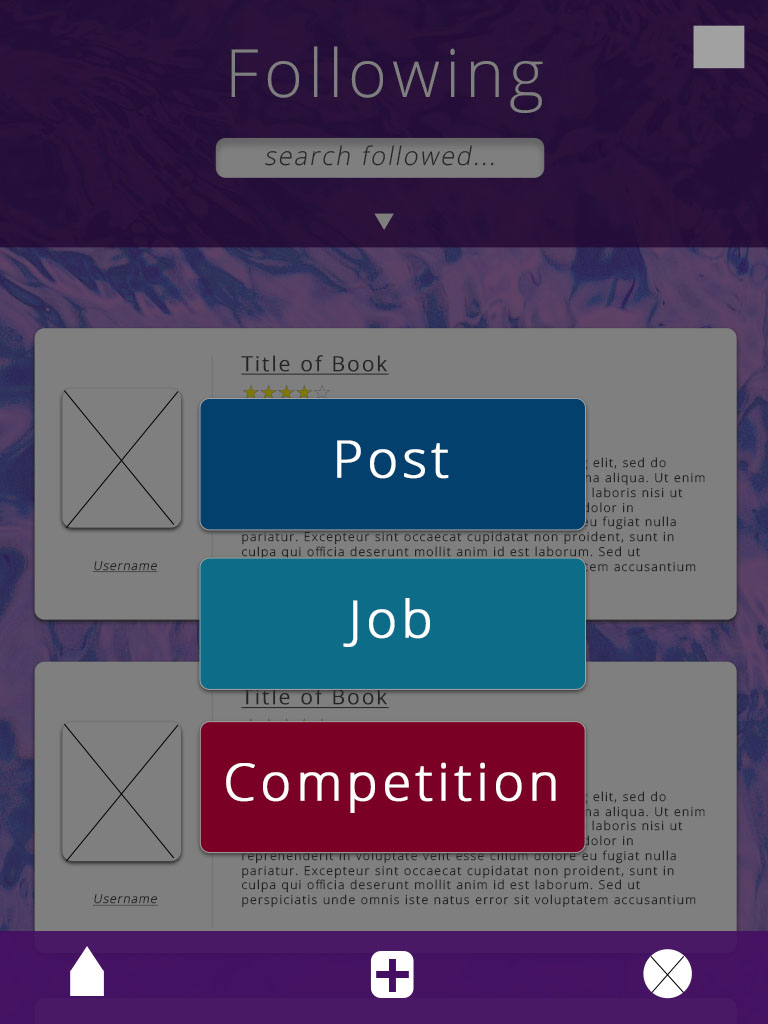 Following
search followed...
Title of Book
Post
elit, sed do
na aliqua. Ut enim
laboris nisi ut
dolor in
eu fugiat nulla
pariatur. Excepteur sint occaecat cupidatat non proident, sunt in
culpa qui officia deserunt mollit anim id est laborum. Sed ut
tem accusantium
Username
Job
Title of Book
Competition
elit, sed do
na aliqua. Ut enim
laboris nisi ut
dolor in
reprehenderit in voluptate velit esse cillum dolore eu fugiat nulla
pariatur. Excepteur sint occaecat cupidatat non proident, sunt in
culpa qui officia deserunt mollit anim id est laborum. Sed ut
perspiciatis unde omnis iste natus error sit voluptatem accusantium
Username